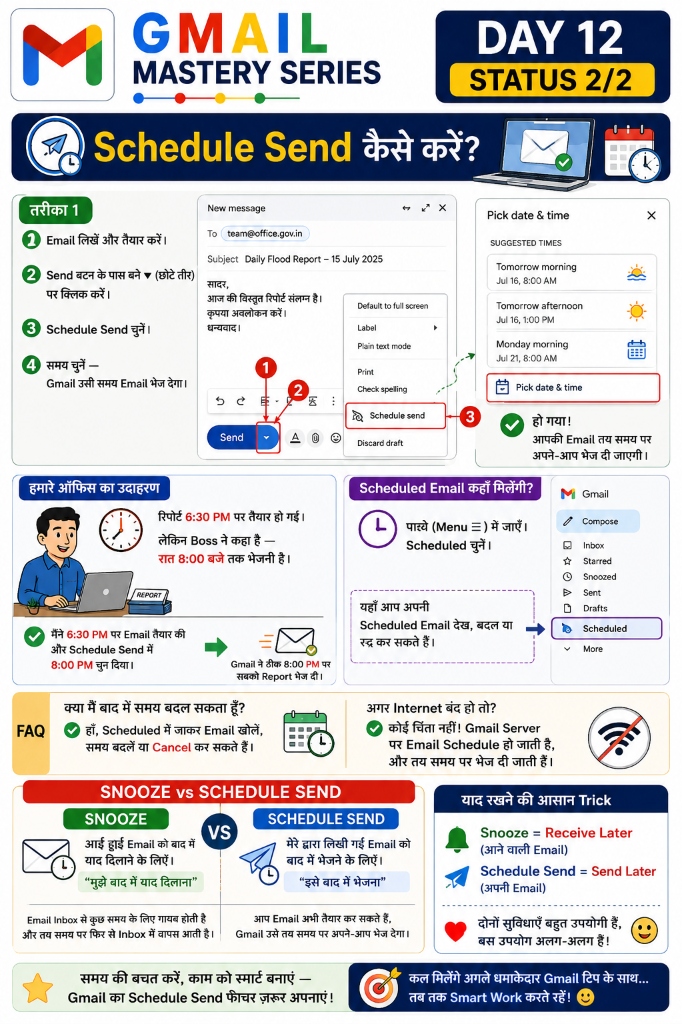 GMAIL
MASTERY SERIES
DAY 12
STATUS 2/2
Schedule Send कैसे करें?
तरीका 1
1 Email लिखें और तैयार करें।
2 Send बटन के पास बने ▾ (छोटे तीर)
पर क्लिक करें।
3 Schedule Send चुनें।
4 समय चुनें —
Gmail उसी समय Email भेज देगा।
New message
To team@office.gov.in
Subject Daily Flood Report – 15 July 2025
सादर,
आज की विस्तृत रिपोर्ट संलग्न है।
कृपया अवलोकन करें।
धन्यवाद।
Default to full screen
Label
Plain text mode
Print
Check spelling
Schedule send
Discard draft
1
2
3
Send
Pick date & time
SUGGESTED TIMES
Tomorrow morning
Jul 16, 8:00 AM
Tomorrow afternoon
Jul 16, 1:00 PM
Monday morning
Jul 21, 8:00 AM
Pick date & time
हो गया!
आपकी Email तय समय पर
अपने-आप भेज दी जाएगी।
हमारे ऑफिस का उदाहरण
रिपोर्ट 6:30 PM पर तैयार हो गई।
लेकिन Boss ने कहा है —
रात 8:00 बजे तक भेजनी है।
REPORT
मैंने 6:30 PM पर Email तैयार की
और Schedule Send में
8:00 PM चुन दिया।
Gmail ने ठीक 8:00 PM पर
सबको Report भेज दी।
Scheduled Email कहाँ मिलेंगी?
(Menu ☰) में जाएँ।
Scheduled चुनें।
यहाँ आप अपनी
Scheduled Email देख, बदल या
रद्द कर सकते हैं।
Gmail
Compose
Inbox
Starred
Snoozed
Sent
Drafts
Scheduled
More
FAQ
क्या मैं बाद में समय बदल सकता हूँ?
हाँ, Scheduled में जाकर Email खोलें,
समय बदलें या Cancel कर सकते हैं।
अगर Internet बंद हो तो?
कोई चिंता नहीं! Gmail Server
पर Email Schedule हो जाती है,
और तय समय पर भेज दी जाती हैं।
SNOOZE vs SCHEDULE SEND
SNOOZE
आई हुाई Email को बाद में
याद दिलाने के लिएँ।
“मुझे बाद में याद दिलाना”
Email Inbox से कुछ समय के लिए गायब होती है
और तय समय पर फिर से Inbox में वापस आती है।
VS
SCHEDULE SEND
मेरे द्वारा लिखी गई Email को
बाद में भेजने के लिएँ।
“इसे बाद में भेजना”
आप Email अभी तैयार कर सकते हैं,
Gmail उसे तय समय पर अपने-आप भेज देगा।
याद रखने की आसान Trick
Snooze = Receive Later
(आने वाली Email)
Schedule Send = Send Later
(अपनी Email)
दोनों सुविधाएँ बहुत उपयोगी हैं,
बस उपयोग अलग-अलग हैं!
समय की बचत करें, काम को स्मार्ट बनाएं —
Gmail का Schedule Send फीचर ज़रूर अपनाएं!
कल मिलेंगे अगले धमाकेदार Gmail टिप के साथ...
तब तक Smart Work करते रहें!